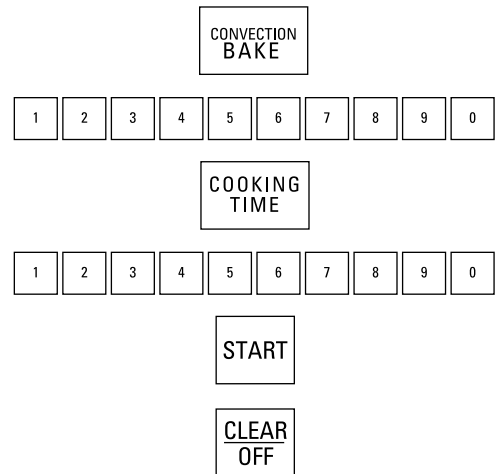 CONVECTION
BAKE
1 2 3 4 5 6 7 8 9 0
COOKING
TIME
1 2 3 4 5 6 7 8 9 0
START
CLEAR
OFF